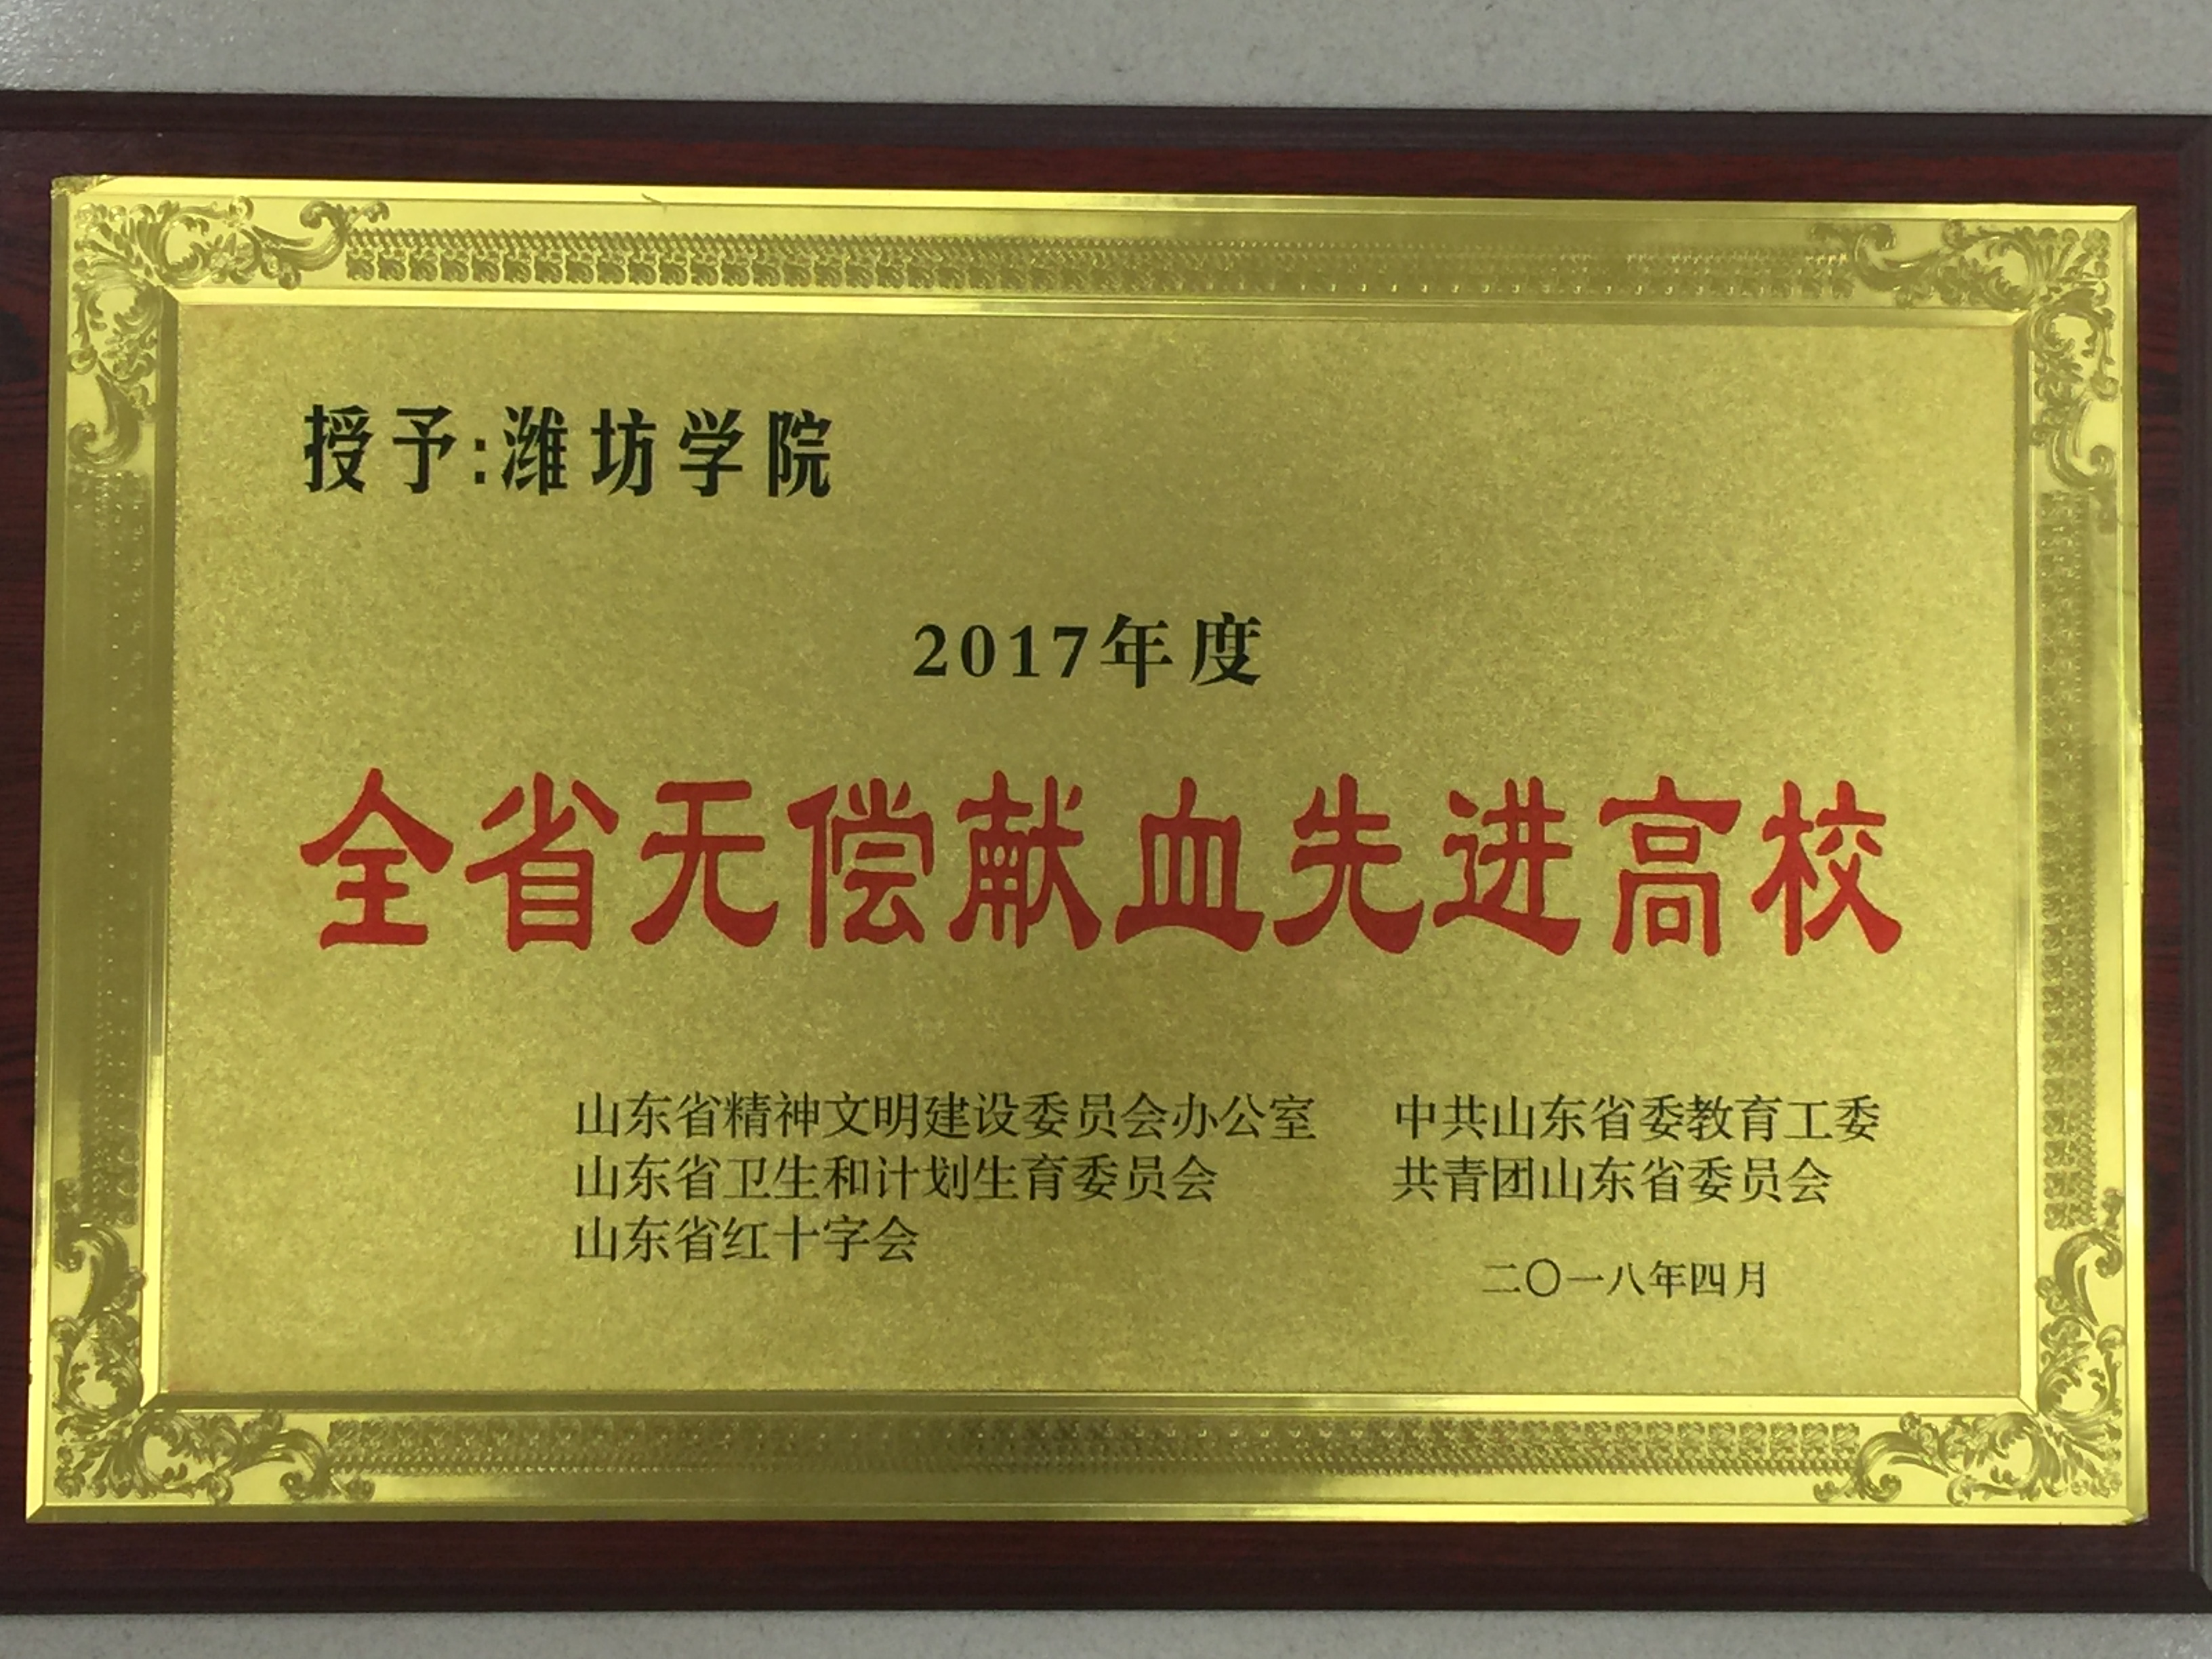 授予:潍坊学院
2017年度
全省无偿献血先进高校
山东省精神文明建设委员会办公室 中共山东省委教育工委
山东省卫生和计划生育委员会 共青团山东省委员会
山东省红十字会
二〇一八年四月